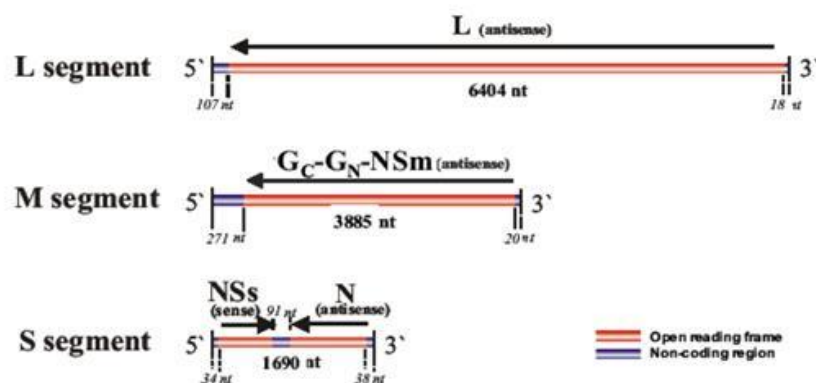 L (antisense)
L segment 5` 3`
6404 nt
107 nt 18 nt
G_C-G_N-NSm (antisense)
M segment 5` 3`
3885 nt
271 nt 20 nt
NSs 91 nt N
(sense) (antisense)
S segment 5` 3`
1690 nt
34 nt 38 nt
Open reading frame
Non-coding region